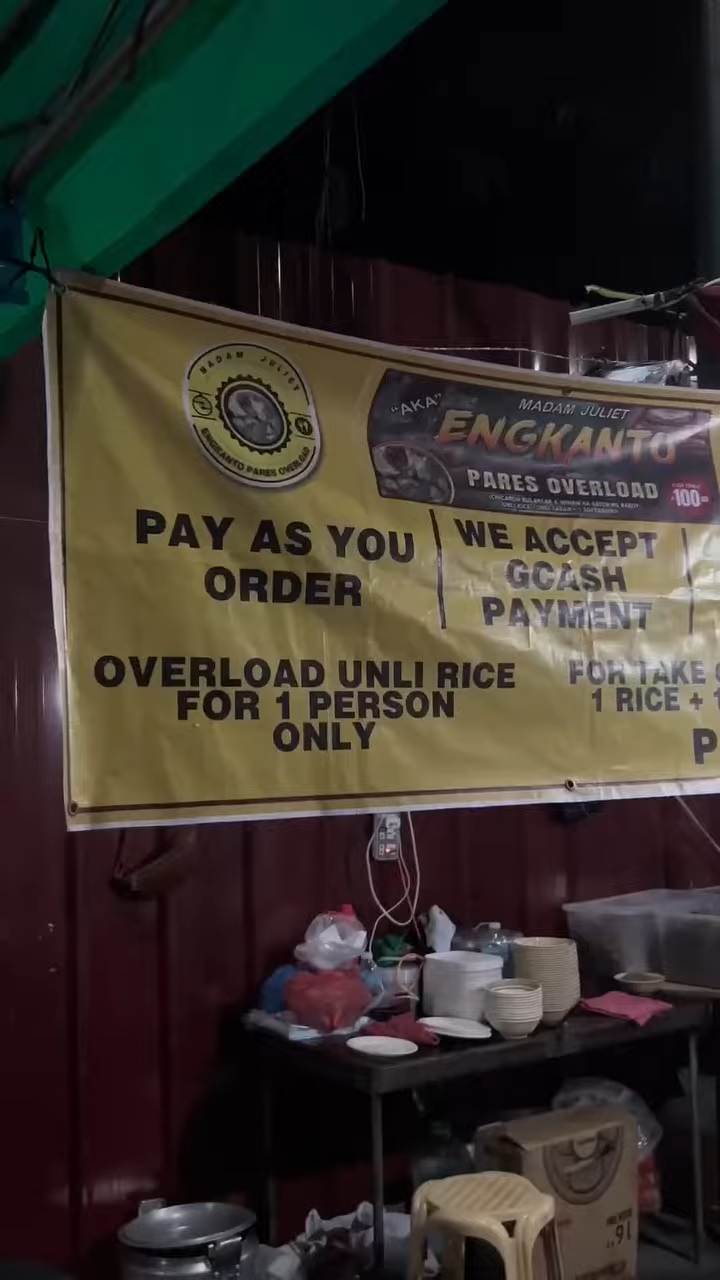 MADAM JULIET
ENGKANTO PARES OVERLOAD
"AKA"
MADAM JULIET
ENGKANTO
PARES OVERLOAD
100
PAY AS YOU
ORDER
WE ACCEPT
GCASH
PAYMENT
OVERLOAD UNLI RICE
FOR 1 PERSON
ONLY
FOR TAKE
1 RICE +
P